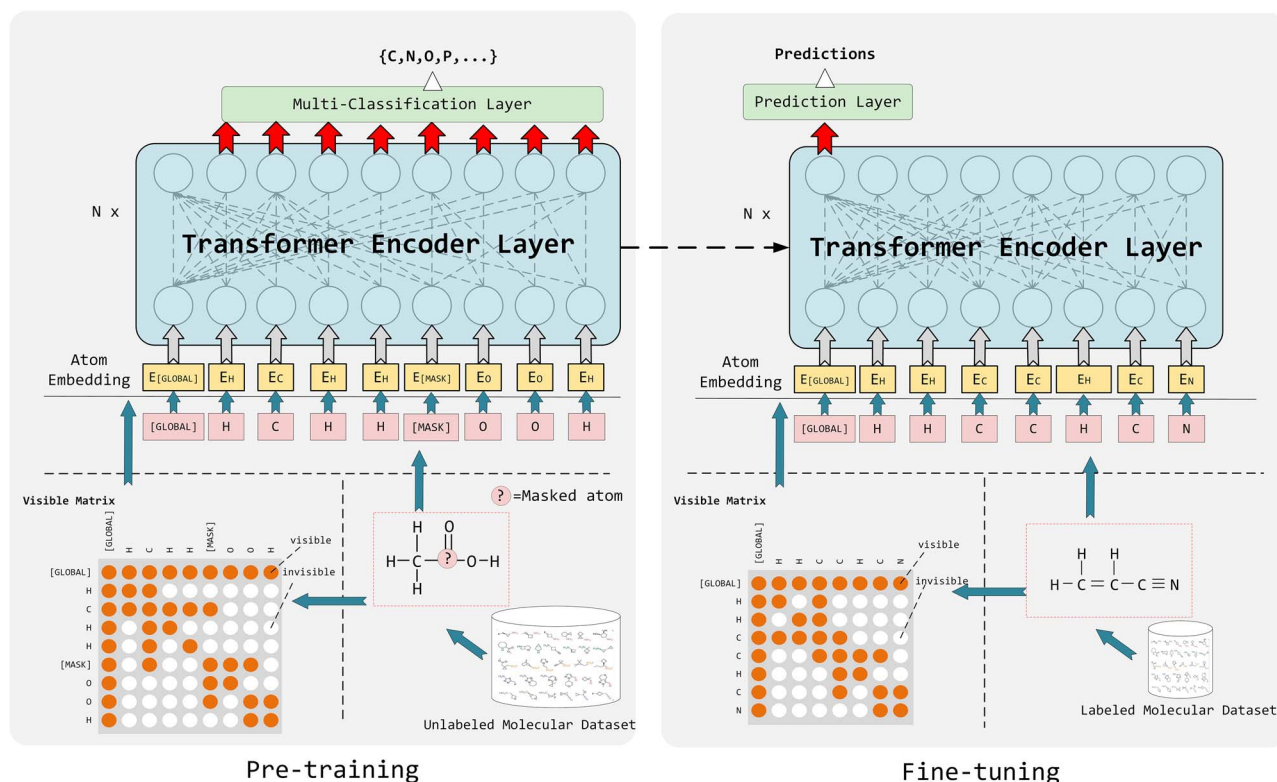 {C,N,O,P,...}
Multi-Classification Layer
N x
Transformer Encoder Layer
Atom
Embedding
E[GLOBAL] EH EC EH EH E[MASK] EO EO EH
[GLOBAL] H C H H [MASK] O O H
Visible Matrix
[GLOBAL] H C H H [MASK] O O H
visible
invisible
[GLOBAL]
H
C
H
H
[MASK]
O
O
H
? =Masked atom
H O
H-C-?-O-H
H
Unlabeled Molecular Dataset
Pre-training
Predictions
Prediction Layer
N x
Transformer Encoder Layer
Atom
Embedding
E[GLOBAL] EH EH EC EC EH EC EN
[GLOBAL] H H C C H C N
Visible Matrix
[GLOBAL] H H C C H C N
visible
invisible
[GLOBAL]
H
H
C
C
H
C
N
H H
H-C=C-C≡N
Labeled Molecular Dataset
Fine-tuning